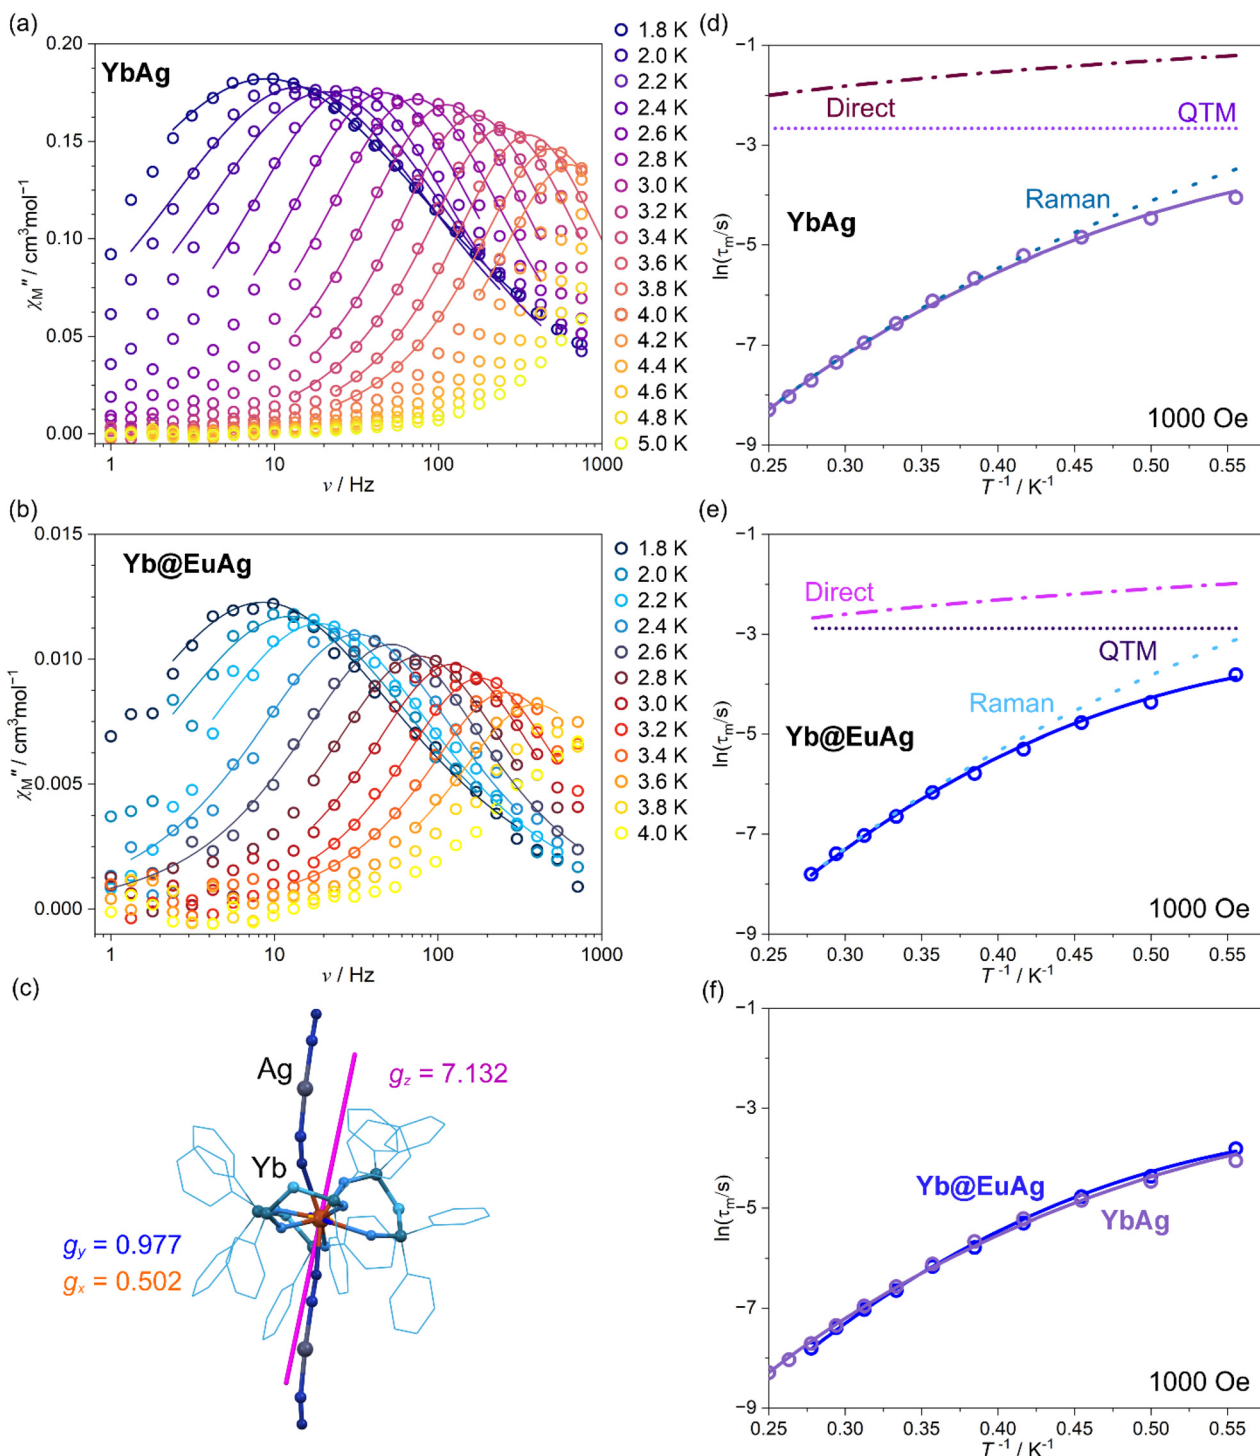 (a)
YbAg
0.20
0.15
0.10
0.05
0.00
χM″ / cm³mol⁻¹
1
10
100
1000
ν / Hz
1.8 K
2.0 K
2.2 K
2.4 K
2.6 K
2.8 K
3.0 K
3.2 K
3.4 K
3.6 K
3.8 K
4.0 K
4.2 K
4.4 K
4.6 K
4.8 K
5.0 K
(d)
−1
−3
−5
−7
−9
ln(τm/s)
Direct
QTM
Raman
YbAg
1000 Oe
0.25
0.30
0.35
0.40
0.45
0.50
0.55
T⁻¹ / K⁻¹
(b)
Yb@EuAg
0.015
0.010
0.005
0.000
χM″ / cm³mol⁻¹
1
10
100
1000
ν / Hz
1.8 K
2.0 K
2.2 K
2.4 K
2.6 K
2.8 K
3.0 K
3.2 K
3.4 K
3.6 K
3.8 K
4.0 K
(e)
−1
−3
−5
−7
−9
ln(τm/s)
Direct
QTM
Raman
Yb@EuAg
1000 Oe
0.25
0.30
0.35
0.40
0.45
0.50
0.55
T⁻¹ / K⁻¹
(c)
Ag
gz = 7.132
Yb
gy = 0.977
gx = 0.502
(f)
−1
−3
−5
−7
−9
ln(τm/s)
Yb@EuAg
YbAg
1000 Oe
0.25
0.30
0.35
0.40
0.45
0.50
0.55
T⁻¹ / K⁻¹